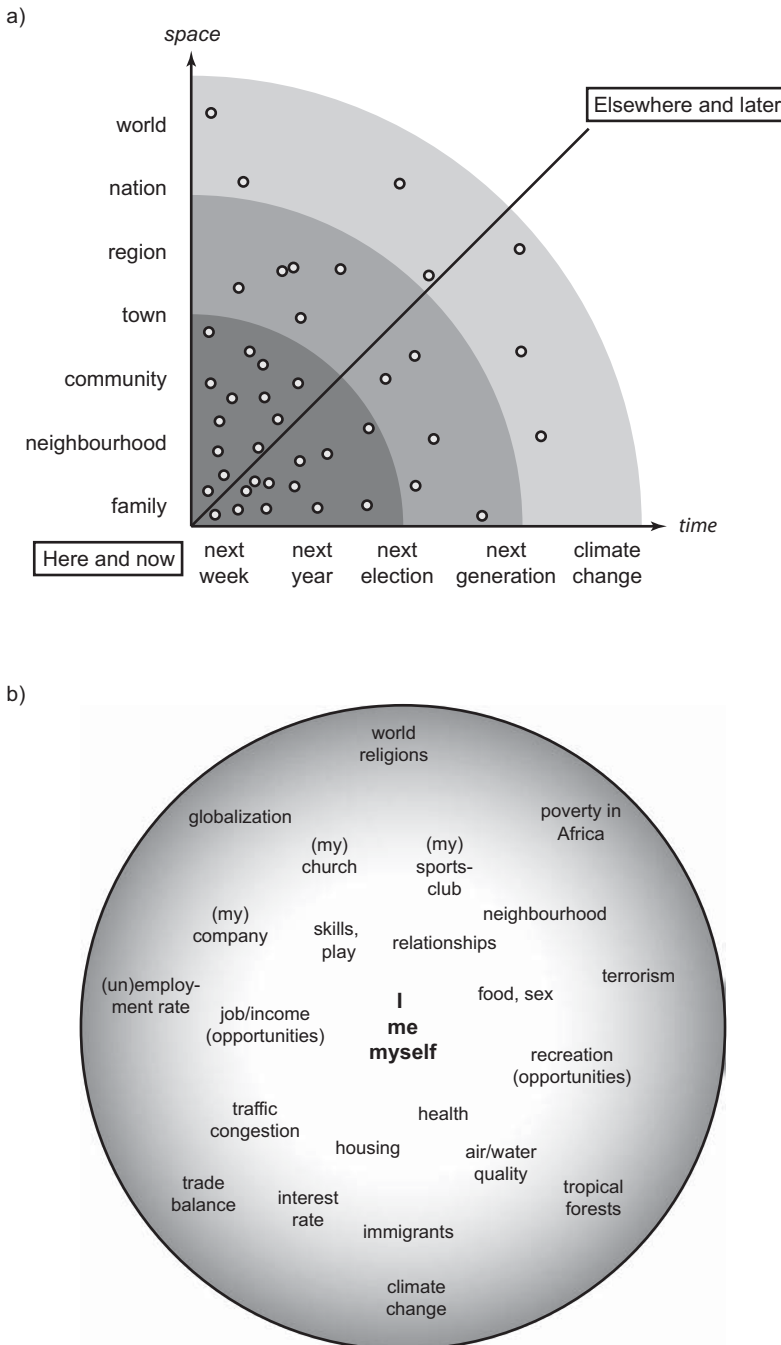 a)
space
Elsewhere and later
world
nation
region
town
community
neighbourhood
family
time
Here and now
next
week
next
year
next
election
next
generation
climate
change
b)
world
religions
globalization
poverty in
Africa
(my)
church
(my)
sports-
club
(my)
company
skills,
play
relationships
neighbourhood
(un)employ-
ment rate
job/income
(opportunities)
I
me
myself
food, sex
terrorism
recreation
(opportunities)
traffic
congestion
housing
health
air/water
quality
trade
balance
interest
rate
immigrants
tropical
forests
climate
change